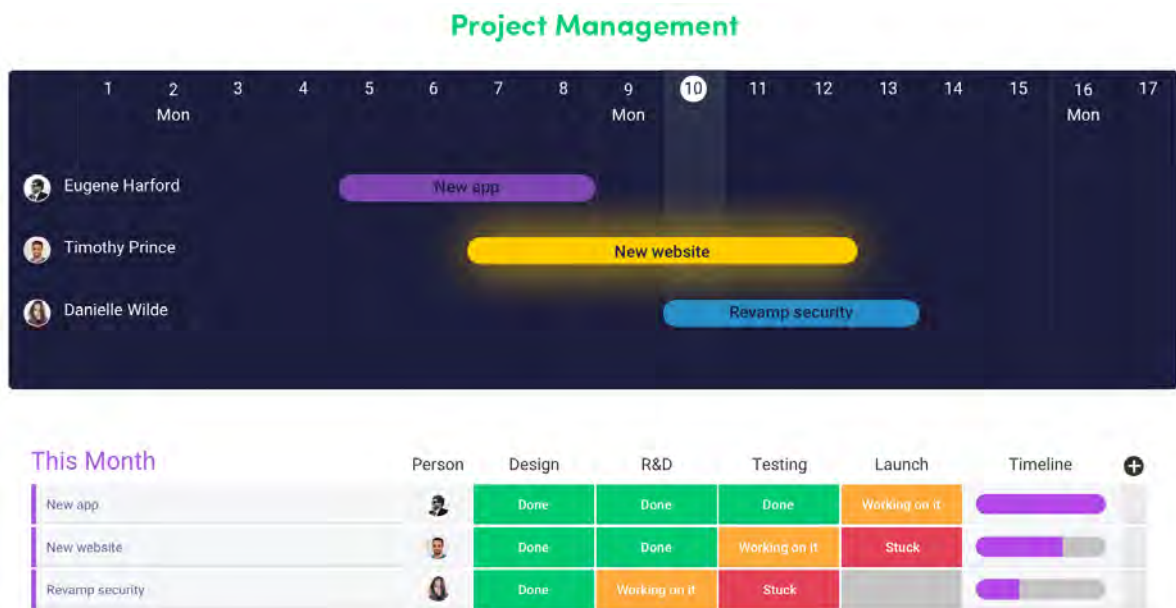 Project Management
1 2 3 4 5 6 7 8 9 10 11 12 13 14 15 16 17
Mon Mon Mon
Eugene Harford New app
Timothy Prince New website
Danielle Wilde Revamp security
This Month Person Design R&D Testing Launch Timeline
New app Done Done Done Working on it
New website Done Done Working on it Stuck
Revamp security Done Working on it Stuck